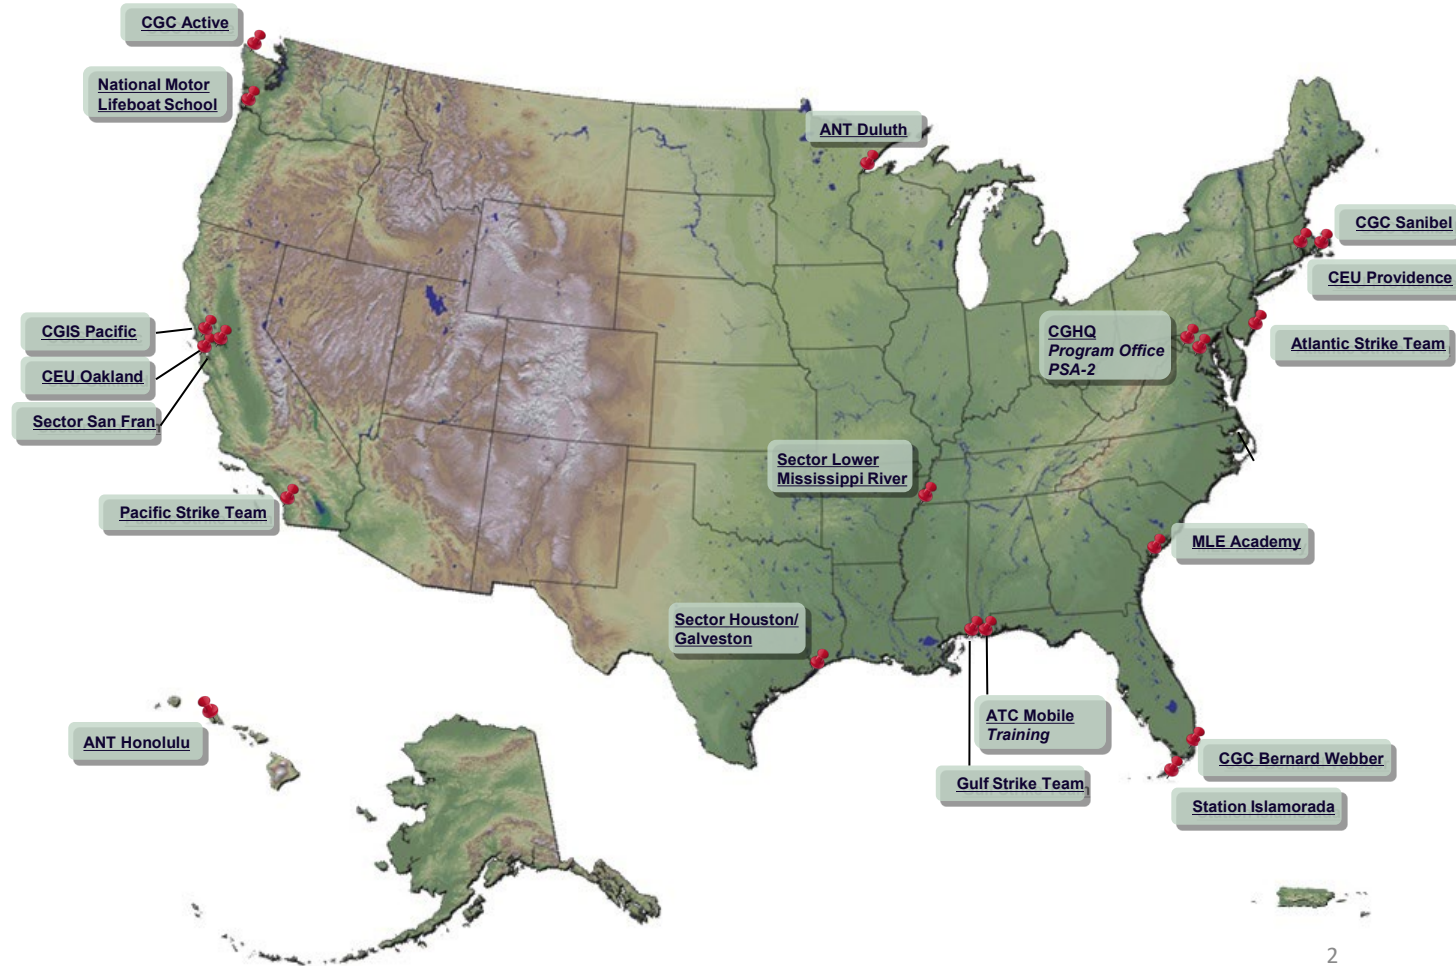 CGC Active
National Motor
Lifeboat School
ANT Duluth
CGC Sanibel
CEU Providence
CGIS Pacific
CGHQ
Program Office
PSA-2
Atlantic Strike Team
CEU Oakland
Sector San Fran
Sector Lower
Mississippi River
Pacific Strike Team
MLE Academy
Sector Houston/
Galveston
ATC Mobile
Training
ANT Honolulu
CGC Bernard Webber
Gulf Strike Team
Station Islamorada
2